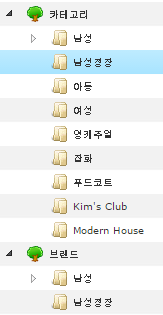 카테고리
남성
남성정장
아동
여성
영캐주얼
잡화
푸드코트
Kim's Club
Modern House
브랜드
남성
남성정장